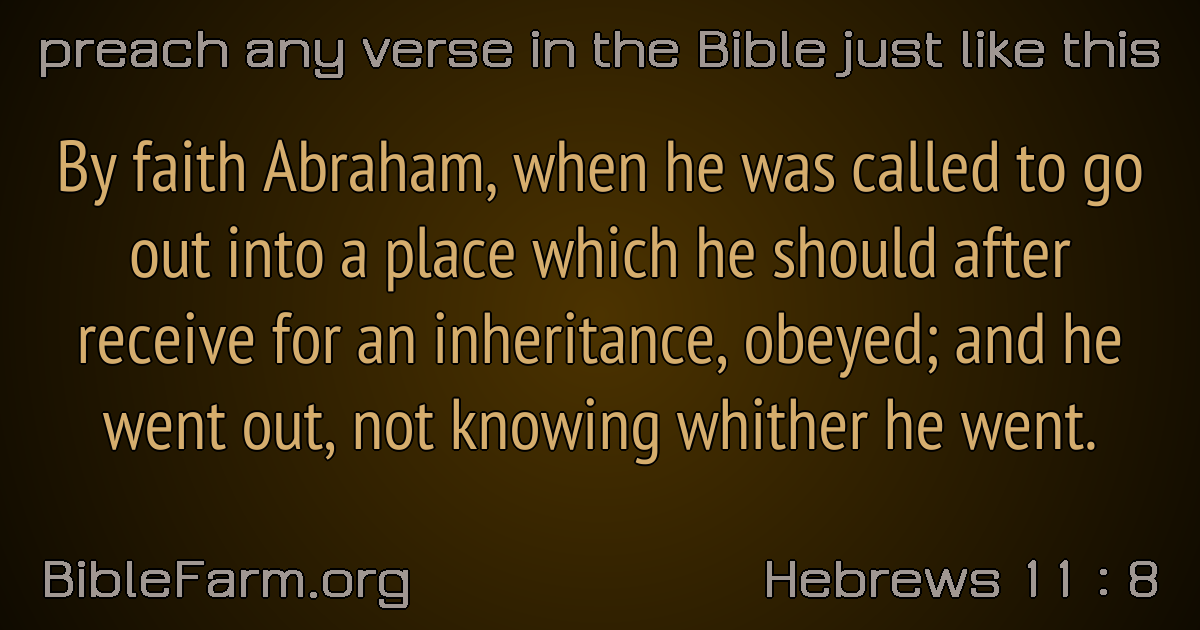 preach any verse in the Bible just like this
By faith Abraham, when he was called to go
out into a place which he should after
receive for an inheritance, obeyed; and he
went out, not knowing whither he went.
BibleFarm.org
Hebrews 11 : 8